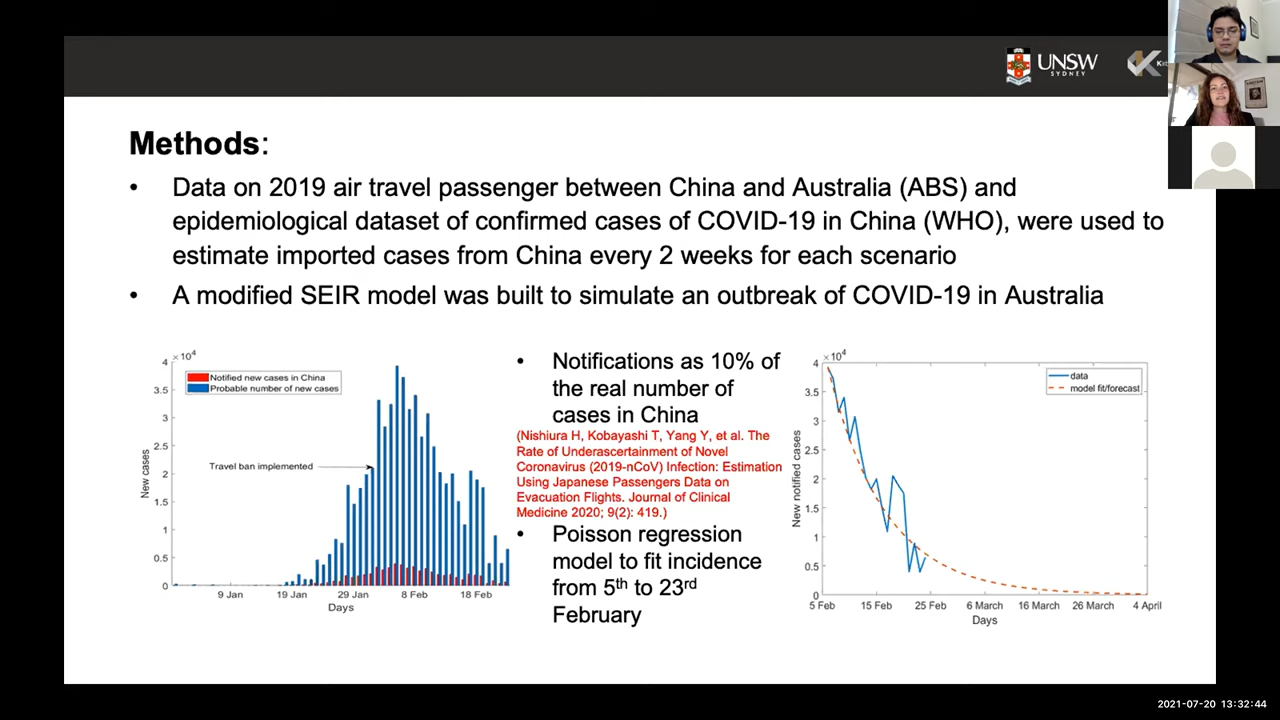 UNSW
SYDNEY
Methods:
• Data on 2019 air travel passenger between China and Australia (ABS) and
epidemiological dataset of confirmed cases of COVID-19 in China (WHO), were used to
estimate imported cases from China every 2 weeks for each scenario
• A modified SEIR model was built to simulate an outbreak of COVID-19 in Australia
×10⁴
4
3.5
3
2.5
2
1.5
1
0.5
0
New cases
Notified new cases in China
Probable number of new cases
Travel ban implemented
9 Jan 19 Jan 29 Jan 8 Feb 18 Feb
Days
• Notifications as 10% of
the real number of
cases in China
(Nishiura H, Kobayashi T, Yang Y, et al. The
Rate of Underascertainment of Novel
Coronavirus (2019-nCoV) Infection: Estimation
Using Japanese Passengers Data on
Evacuation Flights. Journal of Clinical
Medicine 2020; 9(2): 419.)
• Poisson regression
model to fit incidence
from 5th to 23rd
February
×10⁴
4
3.5
3
2.5
2
1.5
1
0.5
0
New notified cases
data
model fit/forecast
5 Feb 15 Feb 25 Feb 6 March 16 March 26 March 4 April
Days
2021-07-20 13:32:44